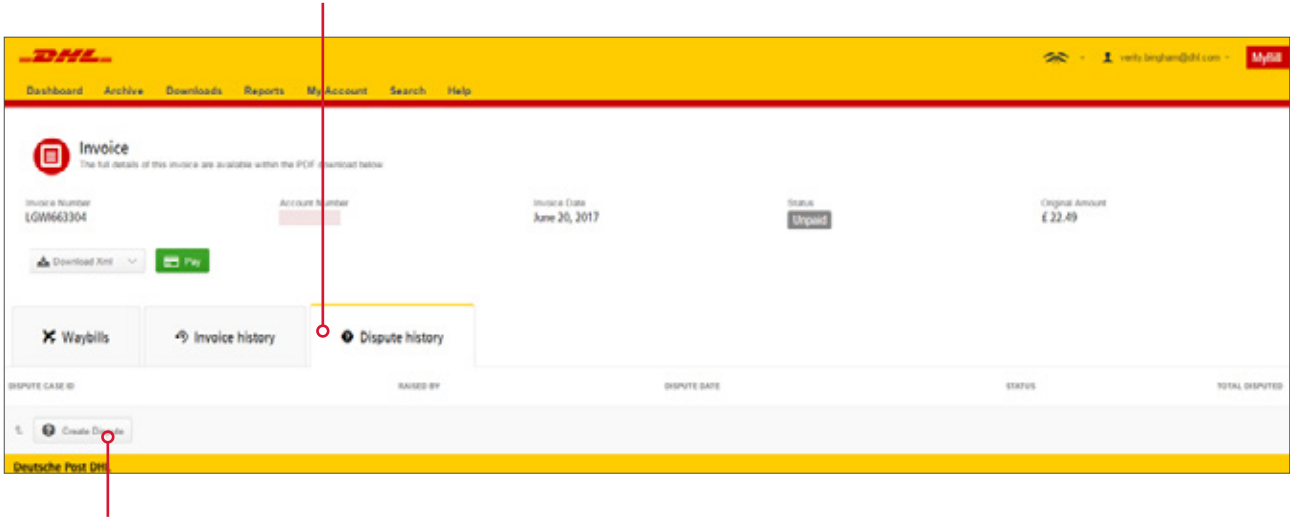 DHL
verity.bingham@dhl.com
MyBill
Dashboard Archive Downloads Reports My Account Search Help
Invoice
The full details of this invoice are available within the PDF download below
Invoice Number Account Number Invoice Date Status Original Amount
LGWI663304 June 20, 2017 Unpaid £ 22.49
Download Xml Pay
Waybills Invoice history Dispute history
DISPUTE CASE ID RAISED BY DISPUTE DATE STATUS TOTAL DISPUTED
Create Dispute
Deutsche Post DHL